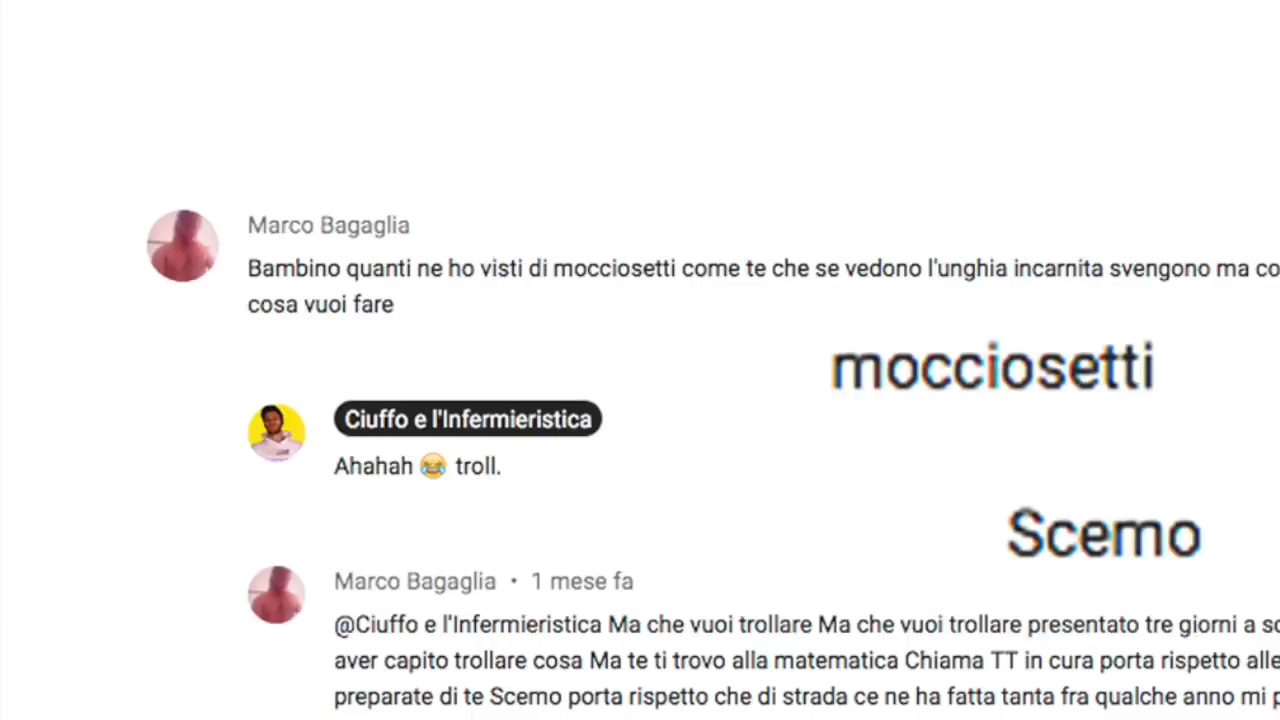 Marco Bagaglia
Bambino quanti ne ho visti di mocciosetti come te che se vedono l'unghia incarnita svengono ma
cosa vuoi fare
mocciosetti
Ciuffo e l'Infermieristica
Ahahah 😂 troll.
Scemo
Marco Bagaglia • 1 mese fa
@Ciuffo e l'Infermieristica Ma che vuoi trollare Ma che vuoi trollare presentato tre giorni a
aver capito trollare cosa Ma te ti trovo alla matematica Chiama TT in cura porta rispetto alle
preparate di te Scemo porta rispetto che di strada ce ne ha fatta tanta fra qualche anno mi